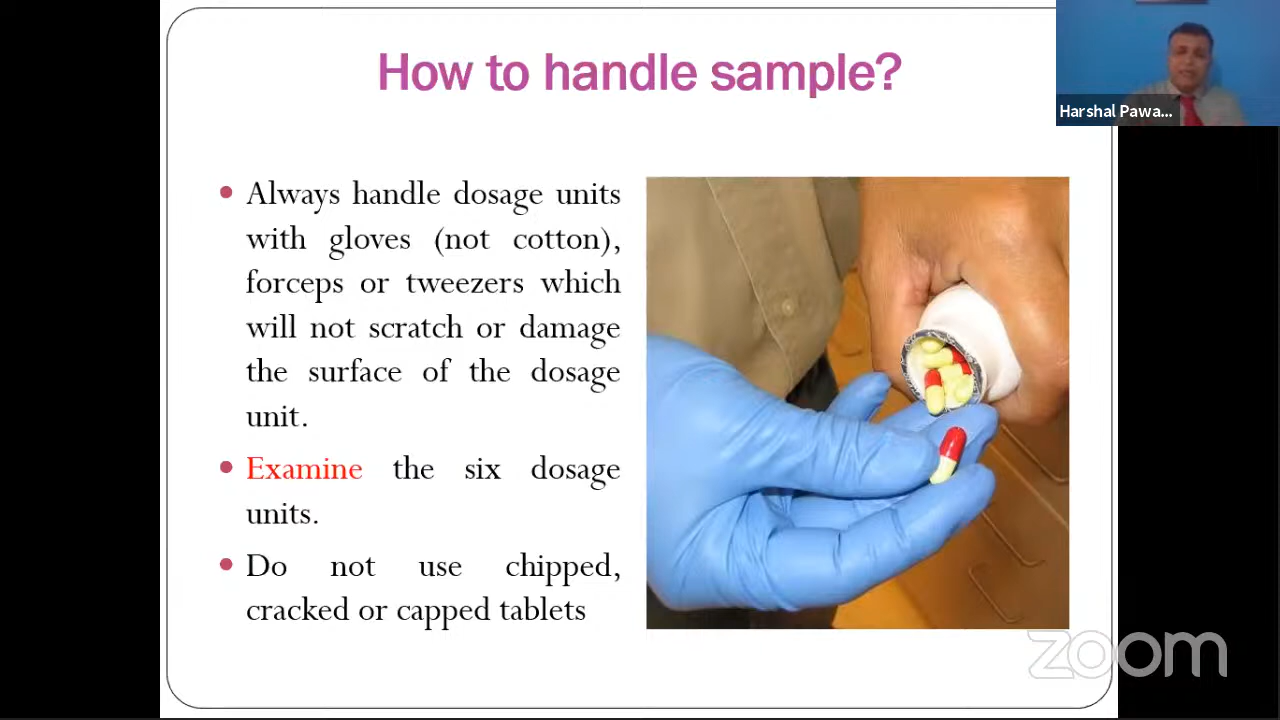 How to handle sample?
Harshal Pawa...
• Always handle dosage units
with gloves (not cotton),
forceps or tweezers which
will not scratch or damage
the surface of the dosage
unit.
• Examine the six dosage
units.
• Do not use chipped,
cracked or capped tablets
zoom